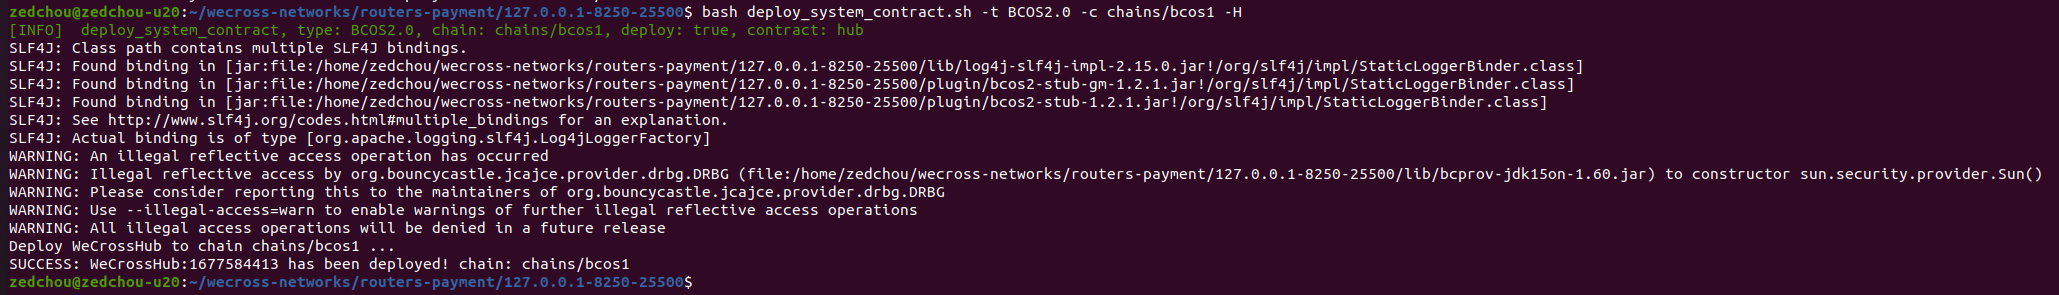 zedchou@zedchou-u20:~/wecross-networks/routers-payment/127.0.0.1-8250-25500$ bash deploy_system_contract.sh -t BCOS2.0 -c chains/bcos1 -H
[INFO]  deploy_system_contract, type: BCOS2.0, chain: chains/bcos1, deploy: true, contract: hub
SLF4J: Class path contains multiple SLF4J bindings.
SLF4J: Found binding in [jar:file:/home/zedchou/wecross-networks/routers-payment/127.0.0.1-8250-25500/lib/log4j-slf4j-impl-2.15.0.jar!/org/slf4j/impl/StaticLoggerBinder.class]
SLF4J: Found binding in [jar:file:/home/zedchou/wecross-networks/routers-payment/127.0.0.1-8250-25500/plugin/bcos2-stub-gm-1.2.1.jar!/org/slf4j/impl/StaticLoggerBinder.class]
SLF4J: Found binding in [jar:file:/home/zedchou/wecross-networks/routers-payment/127.0.0.1-8250-25500/plugin/bcos2-stub-1.2.1.jar!/org/slf4j/impl/StaticLoggerBinder.class]
SLF4J: See http://www.slf4j.org/codes.html#multiple_bindings for an explanation.
SLF4J: Actual binding is of type [org.apache.logging.slf4j.Log4jLoggerFactory]
WARNING: An illegal reflective access operation has occurred
WARNING: Illegal reflective access by org.bouncycastle.jcajce.provider.drbg.DRBG (file:/home/zedchou/wecross-networks/routers-payment/127.0.0.1-8250-25500/lib/bcprov-jdk15on-1.60.jar) to constructor sun.security.provider.Sun()
WARNING: Please consider reporting this to the maintainers of org.bouncycastle.jcajce.provider.drbg.DRBG
WARNING: Use --illegal-access=warn to enable warnings of further illegal reflective access operations
WARNING: All illegal access operations will be denied in a future release
Deploy WeCrossHub to chain chains/bcos1 ...
SUCCESS: WeCrossHub:1677584413 has been deployed! chain: chains/bcos1
zedchou@zedchou-u20:~/wecross-networks/routers-payment/127.0.0.1-8250-25500$